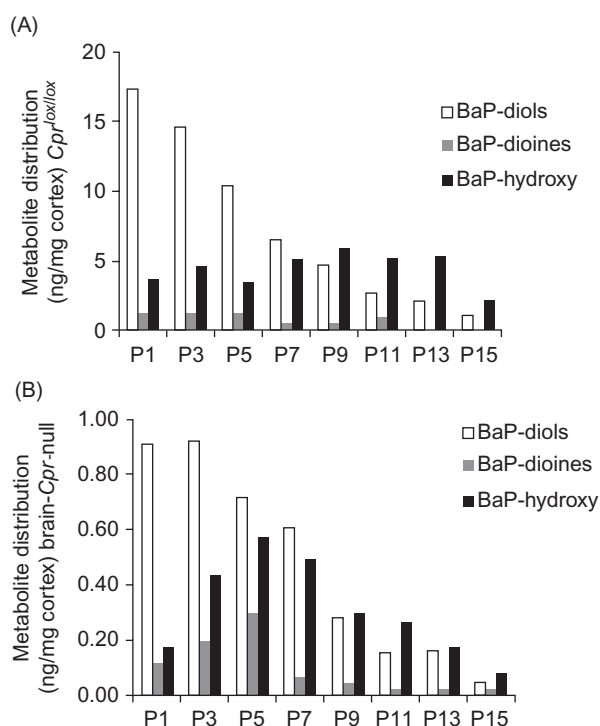 (A)
Metabolite distribution
(ng/mg cortex) Cpr^lox/lox
20
15
10
5
0
BaP-diols
BaP-dioines
BaP-hydroxy
P1 P3 P5 P7 P9 P11 P13 P15
(B)
Metabolite distribution
(ng/mg cortex) brain-Cpr-null
1.00
0.80
0.60
0.40
0.20
0.00
BaP-diols
BaP-dioines
BaP-hydroxy
P1 P3 P5 P7 P9 P11 P13 P15